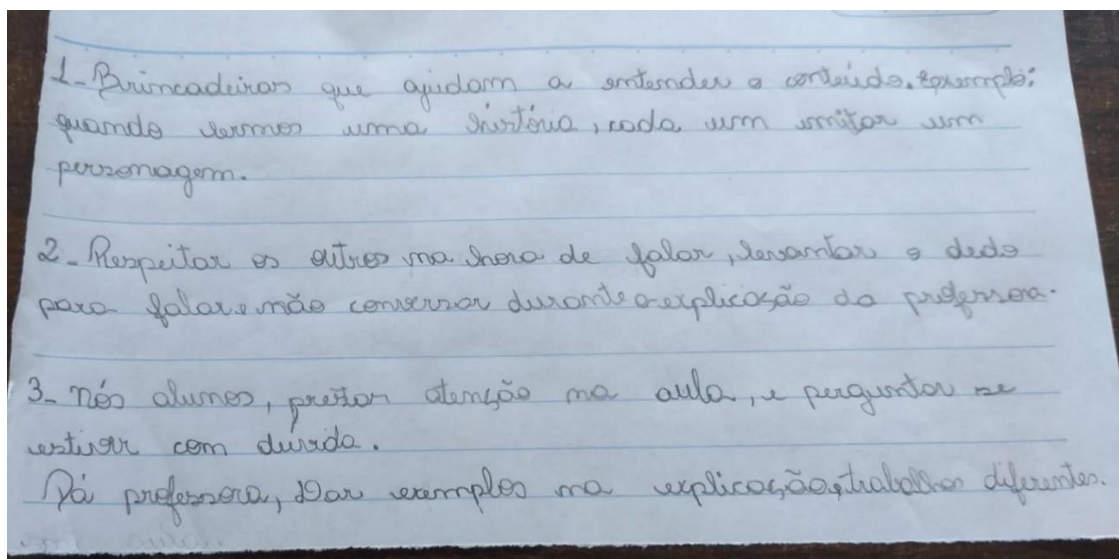 1- Brincadeiras que ajudam a entender o conteúdo. Exemplo:
quando lermos uma história, cada um imitar um
personagem.
2- Respeitar os outros na hora de falar, levantar o dedo
para falar e não conversar durante a explicação da professora.
3- Nós alunos, prestar atenção na aula, e perguntar se
estiver com dúvida.
Dá professora, Dar exemplos na explicação, trabalhos diferentes.
aula.